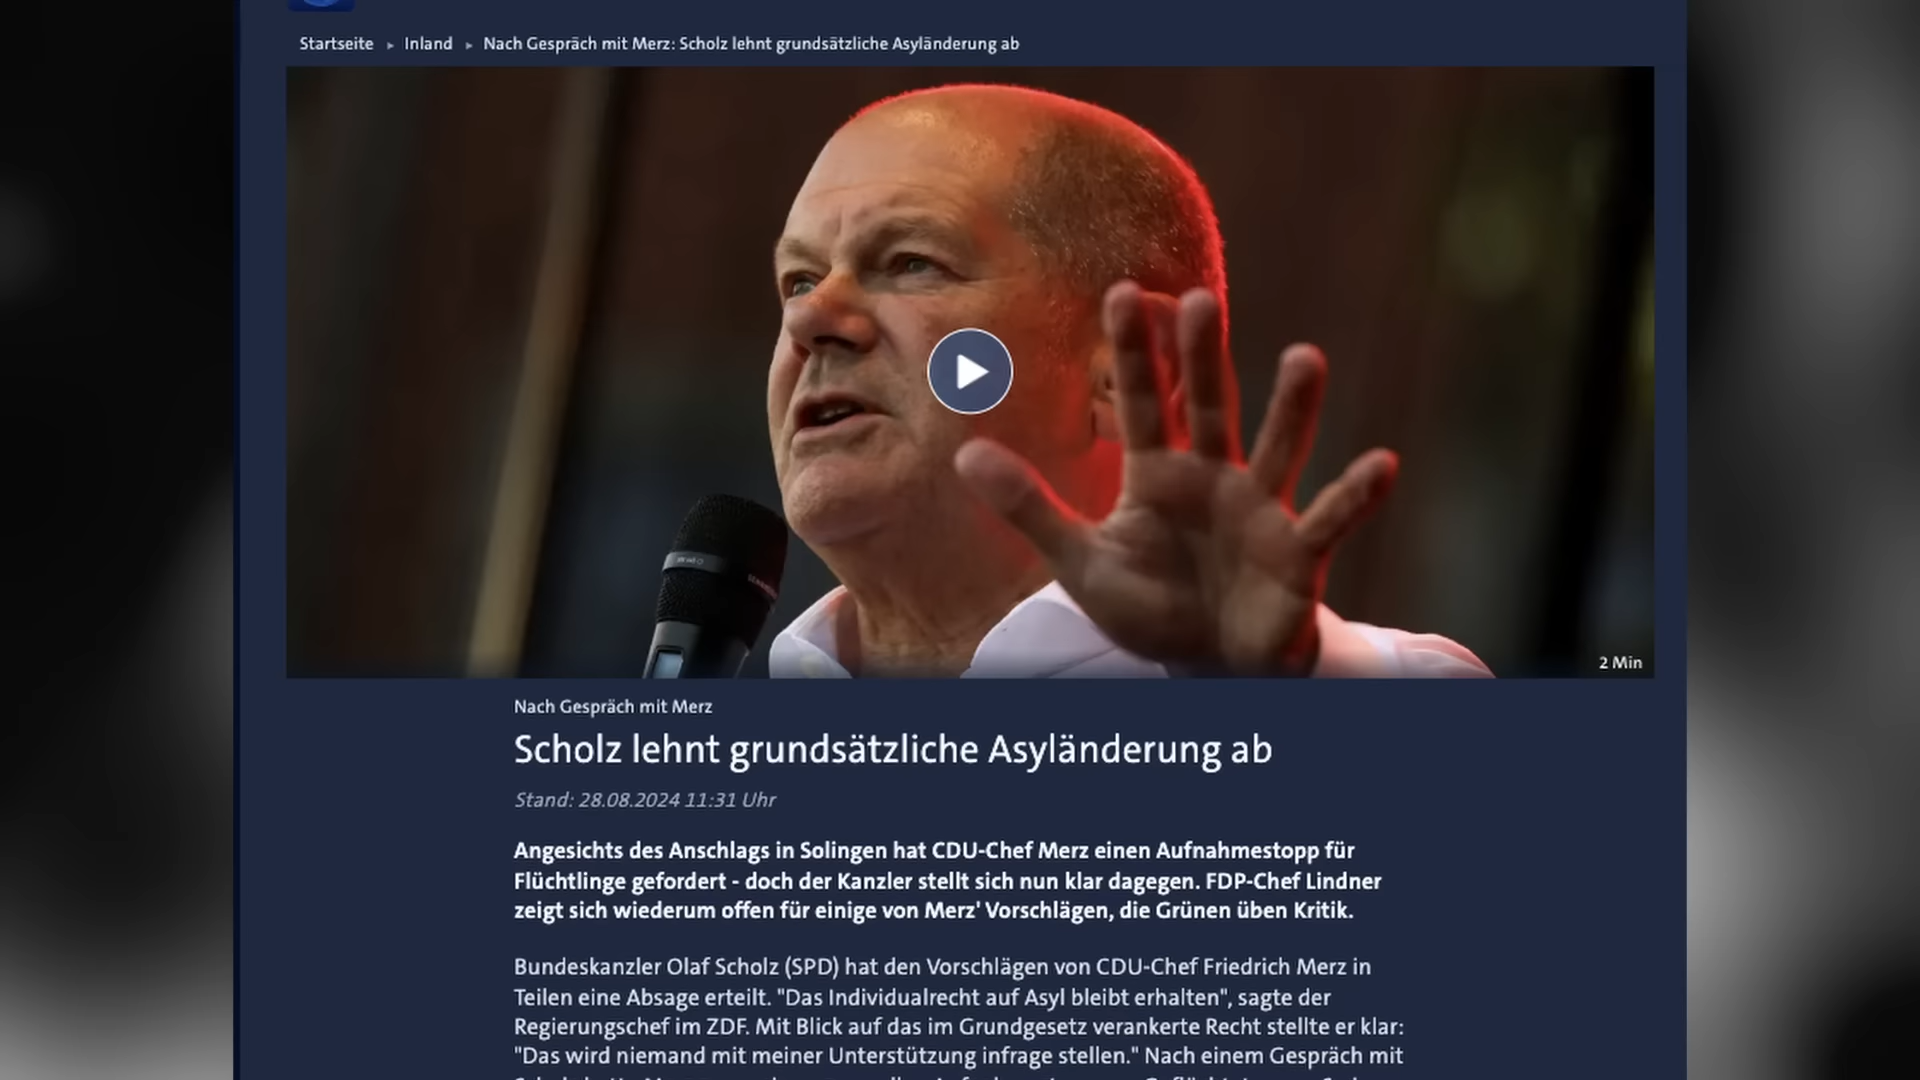 Startseite ▸ Inland ▸ Nach Gespräch mit Merz: Scholz lehnt grundsätzliche Asyländerung ab
2 Min
Nach Gespräch mit Merz
Scholz lehnt grundsätzliche Asyländerung ab
Stand: 28.08.2024 11:31 Uhr
Angesichts des Anschlags in Solingen hat CDU-Chef Merz einen Aufnahmestopp für
Flüchtlinge gefordert - doch der Kanzler stellt sich nun klar dagegen. FDP-Chef Lindner
zeigt sich wiederum offen für einige von Merz' Vorschlägen, die Grünen üben Kritik.
Bundeskanzler Olaf Scholz (SPD) hat den Vorschlägen von CDU-Chef Friedrich Merz in
Teilen eine Absage erteilt. "Das Individualrecht auf Asyl bleibt erhalten", sagte der
Regierungschef im ZDF. Mit Blick auf das im Grundgesetz verankerte Recht stellte er klar:
"Das wird niemand mit meiner Unterstützung infrage stellen." Nach einem Gespräch mit